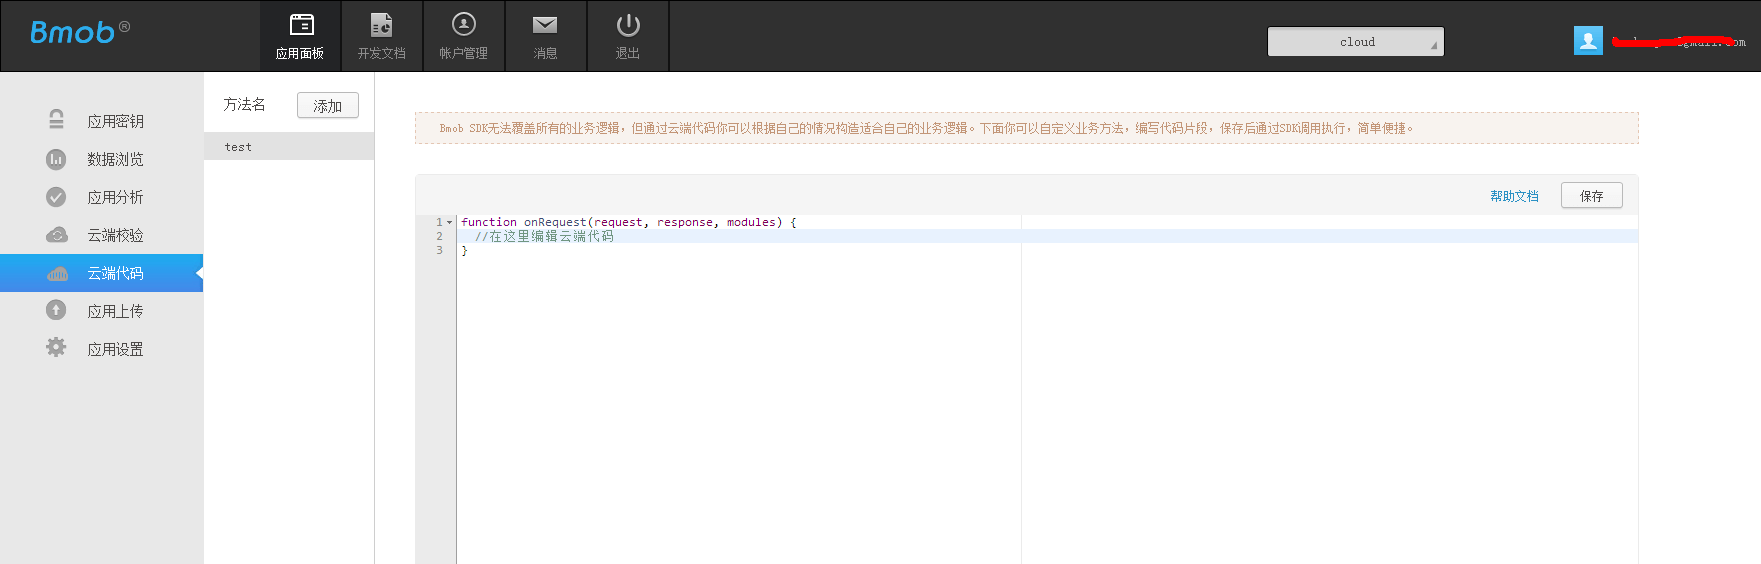 Bmob®
应用面板
开发文档
帐户管理
消息
退出
cloud
应用密钥
数据浏览
应用分析
云端校验
云端代码
应用上传
应用设置
方法名
添加
test
Bmob SDK无法覆盖所有的业务逻辑，但通过云端代码你可以根据自己的情况构造适合自己的业务逻辑。下面你可以自定义业务方法，编写代码片段，保存后通过SDK调用执行，简单便捷。
帮助文档
保存
1 function onRequest(request, response, modules) {
2 //在这里编辑云端代码
3 }